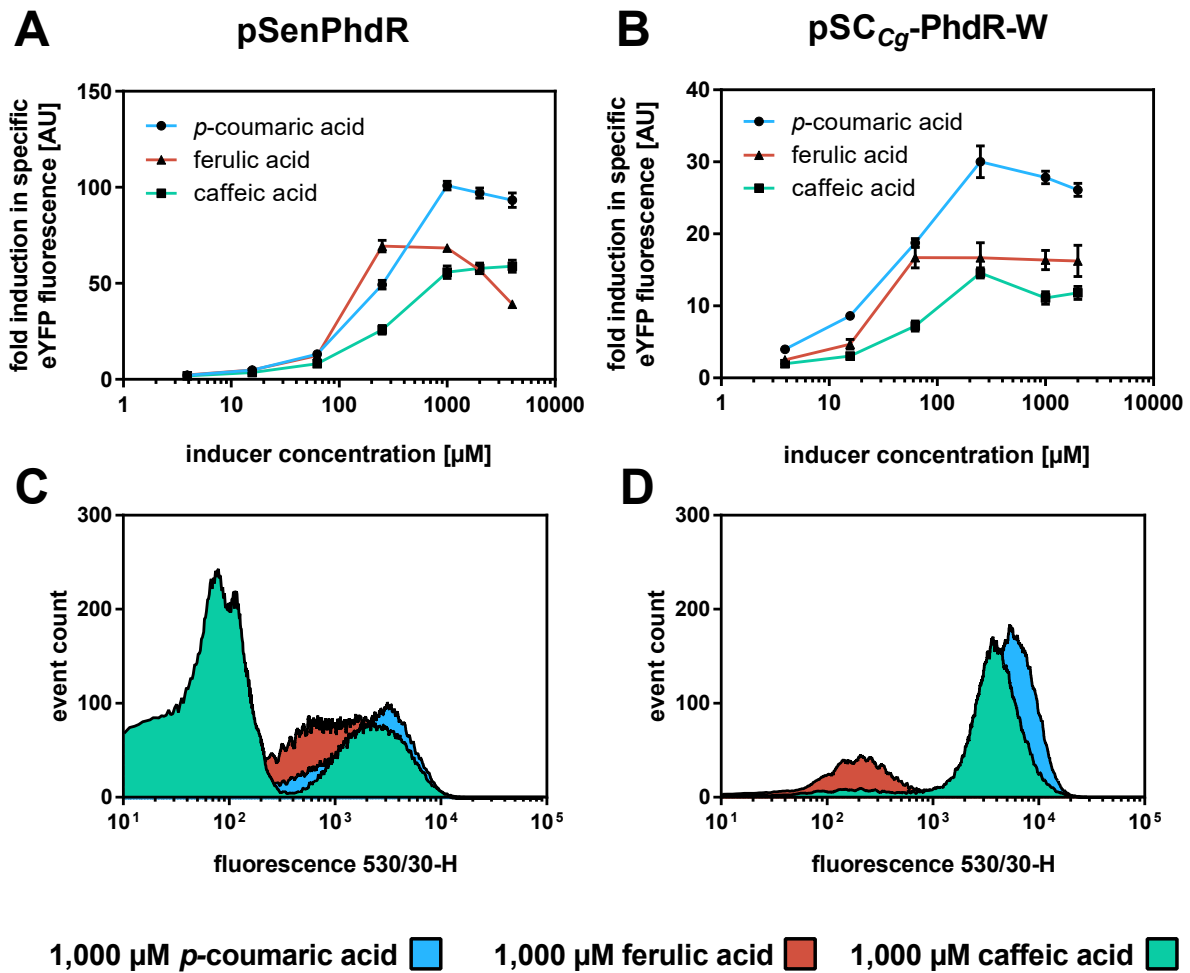 A
pSenPhdR
fold induction in specific
eYFP fluorescence [AU]
150
100
50
0
p-coumaric acid
ferulic acid
caffeic acid
1
10
100
1000
10000
inducer concentration [µM]
B
pSCCg-PhdR-W
fold induction in specific
eYFP fluorescence [AU]
40
30
20
10
0
p-coumaric acid
ferulic acid
caffeic acid
1
10
100
1000
10000
inducer concentration [µM]
C
event count
300
200
100
0
10¹
10²
10³
10⁴
10⁵
fluorescence 530/30-H
D
event count
300
200
100
0
10¹
10²
10³
10⁴
10⁵
fluorescence 530/30-H
1,000 µM p-coumaric acid
1,000 µM ferulic acid
1,000 µM caffeic acid